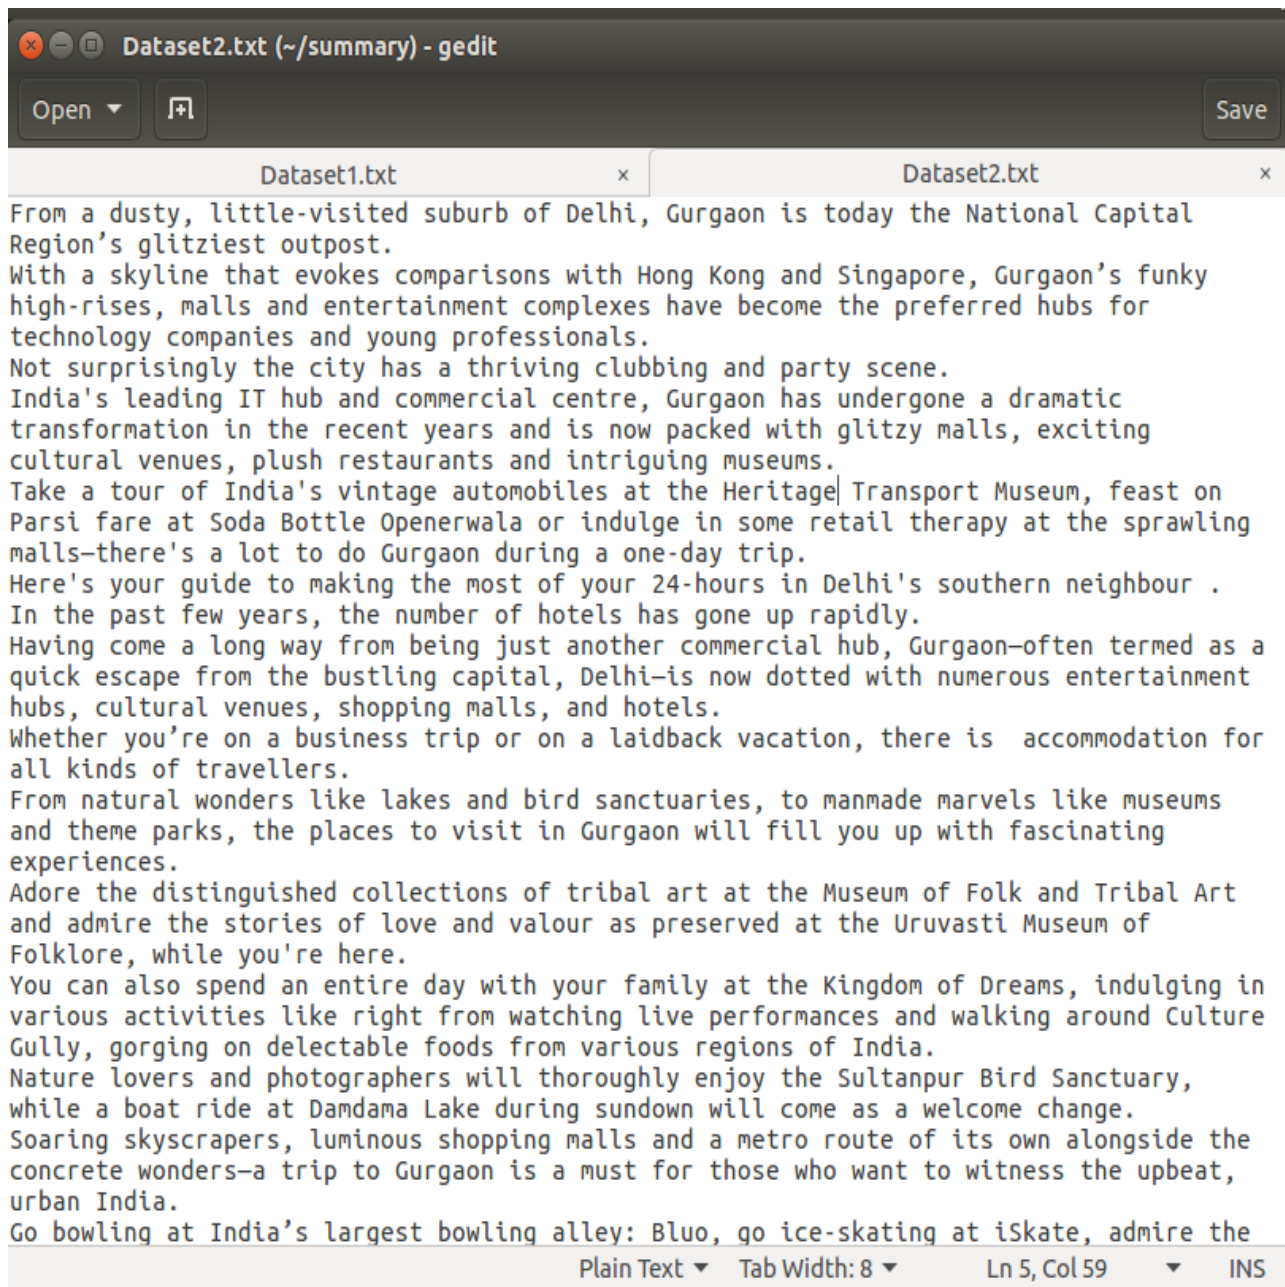 Dataset2.txt (~/summary) - gedit
Open
Save
Dataset1.txt × Dataset2.txt ×
From a dusty, little-visited suburb of Delhi, Gurgaon is today the National Capital
Region’s glitziest outpost.
With a skyline that evokes comparisons with Hong Kong and Singapore, Gurgaon’s funky
high-rises, malls and entertainment complexes have become the preferred hubs for
technology companies and young professionals.
Not surprisingly the city has a thriving clubbing and party scene.
India's leading IT hub and commercial centre, Gurgaon has undergone a dramatic
transformation in the recent years and is now packed with glitzy malls, exciting
cultural venues, plush restaurants and intriguing museums.
Take a tour of India's vintage automobiles at the Heritage Transport Museum, feast on
Parsi fare at Soda Bottle Openerwala or indulge in some retail therapy at the sprawling
malls—there's a lot to do Gurgaon during a one-day trip.
Here's your guide to making the most of your 24-hours in Delhi's southern neighbour .
In the past few years, the number of hotels has gone up rapidly.
Having come a long way from being just another commercial hub, Gurgaon—often termed as a
quick escape from the bustling capital, Delhi—is now dotted with numerous entertainment
hubs, cultural venues, shopping malls, and hotels.
Whether you’re on a business trip or on a laidback vacation, there is  accommodation for
all kinds of travellers.
From natural wonders like lakes and bird sanctuaries, to manmade marvels like museums
and theme parks, the places to visit in Gurgaon will fill you up with fascinating
experiences.
Adore the distinguished collections of tribal art at the Museum of Folk and Tribal Art
and admire the stories of love and valour as preserved at the Uruvasti Museum of
Folklore, while you're here.
You can also spend an entire day with your family at the Kingdom of Dreams, indulging in
various activities like right from watching live performances and walking around Culture
Gully, gorging on delectable foods from various regions of India.
Nature lovers and photographers will thoroughly enjoy the Sultanpur Bird Sanctuary,
while a boat ride at Damdama Lake during sundown will come as a welcome change.
Soaring skyscrapers, luminous shopping malls and a metro route of its own alongside the
concrete wonders—a trip to Gurgaon is a must for those who want to witness the upbeat,
urban India.
Go bowling at India’s largest bowling alley: Bluo, go ice-skating at iSkate, admire the
Plain Text Tab Width: 8 Ln 5, Col 59 INS